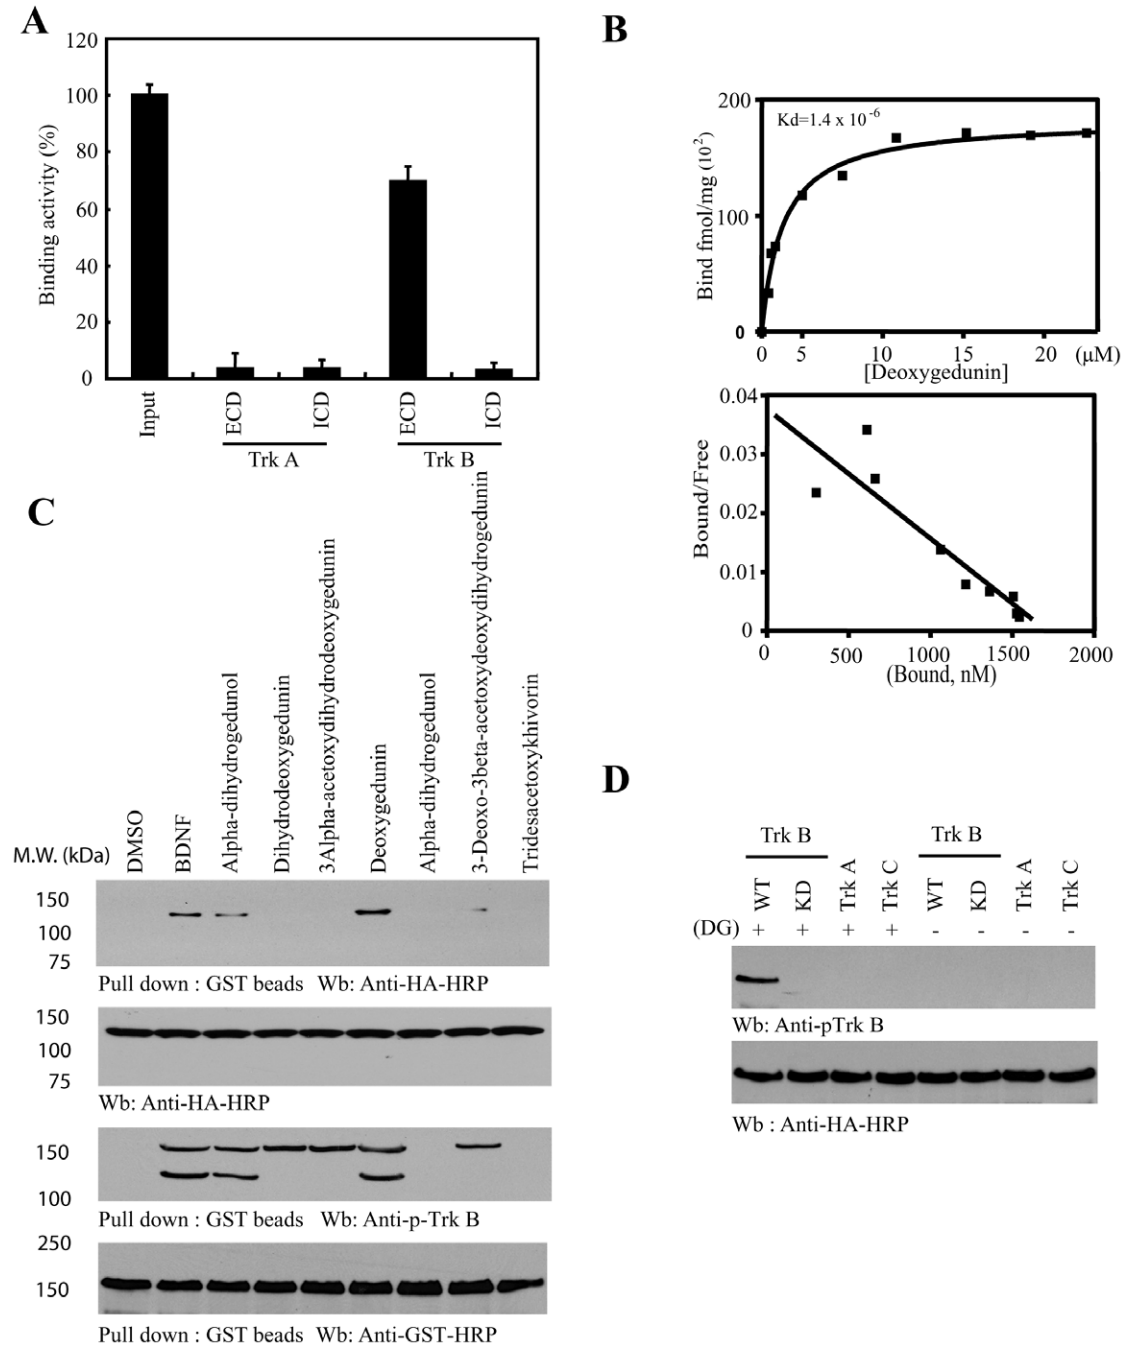 A
120
100
80
60
40
20
0
Binding activity (%)
Input
ECD
ICD
ECD
ICD
Trk A
Trk B
B
200
100
0
Bind fmol/mg (10²)
Kd=1.4 x 10⁻⁶
0 5 10 15 20 (μM)
[Deoxygedunin]
0.04
0.03
0.02
0.01
0
Bound/Free
0 500 1000 1500 2000
(Bound, nM)
C
M.W. (kDa)
DMSO
BDNF
Alpha-dihydrogedunol
Dihydrodeoxygedunin
3Alpha-acetoxydihydrodeoxygedunin
Deoxygedunin
Alpha-dihydrogedunol
3-Deoxo-3beta-acetoxydeoxydihydrogedunin
Tridesacetoxykhivorin
150
100
75
Pull down : GST beads Wb: Anti-HA-HRP
150
100
75
Wb: Anti-HA-HRP
150
100
Pull down : GST beads Wb: Anti-p-Trk B
250
150
Pull down : GST beads Wb: Anti-GST-HRP
D
Trk B
Trk B
WT
KD
Trk A
Trk C
WT
KD
Trk A
Trk C
(DG) + + + + - - - -
Wb: Anti-pTrk B
Wb : Anti-HA-HRP